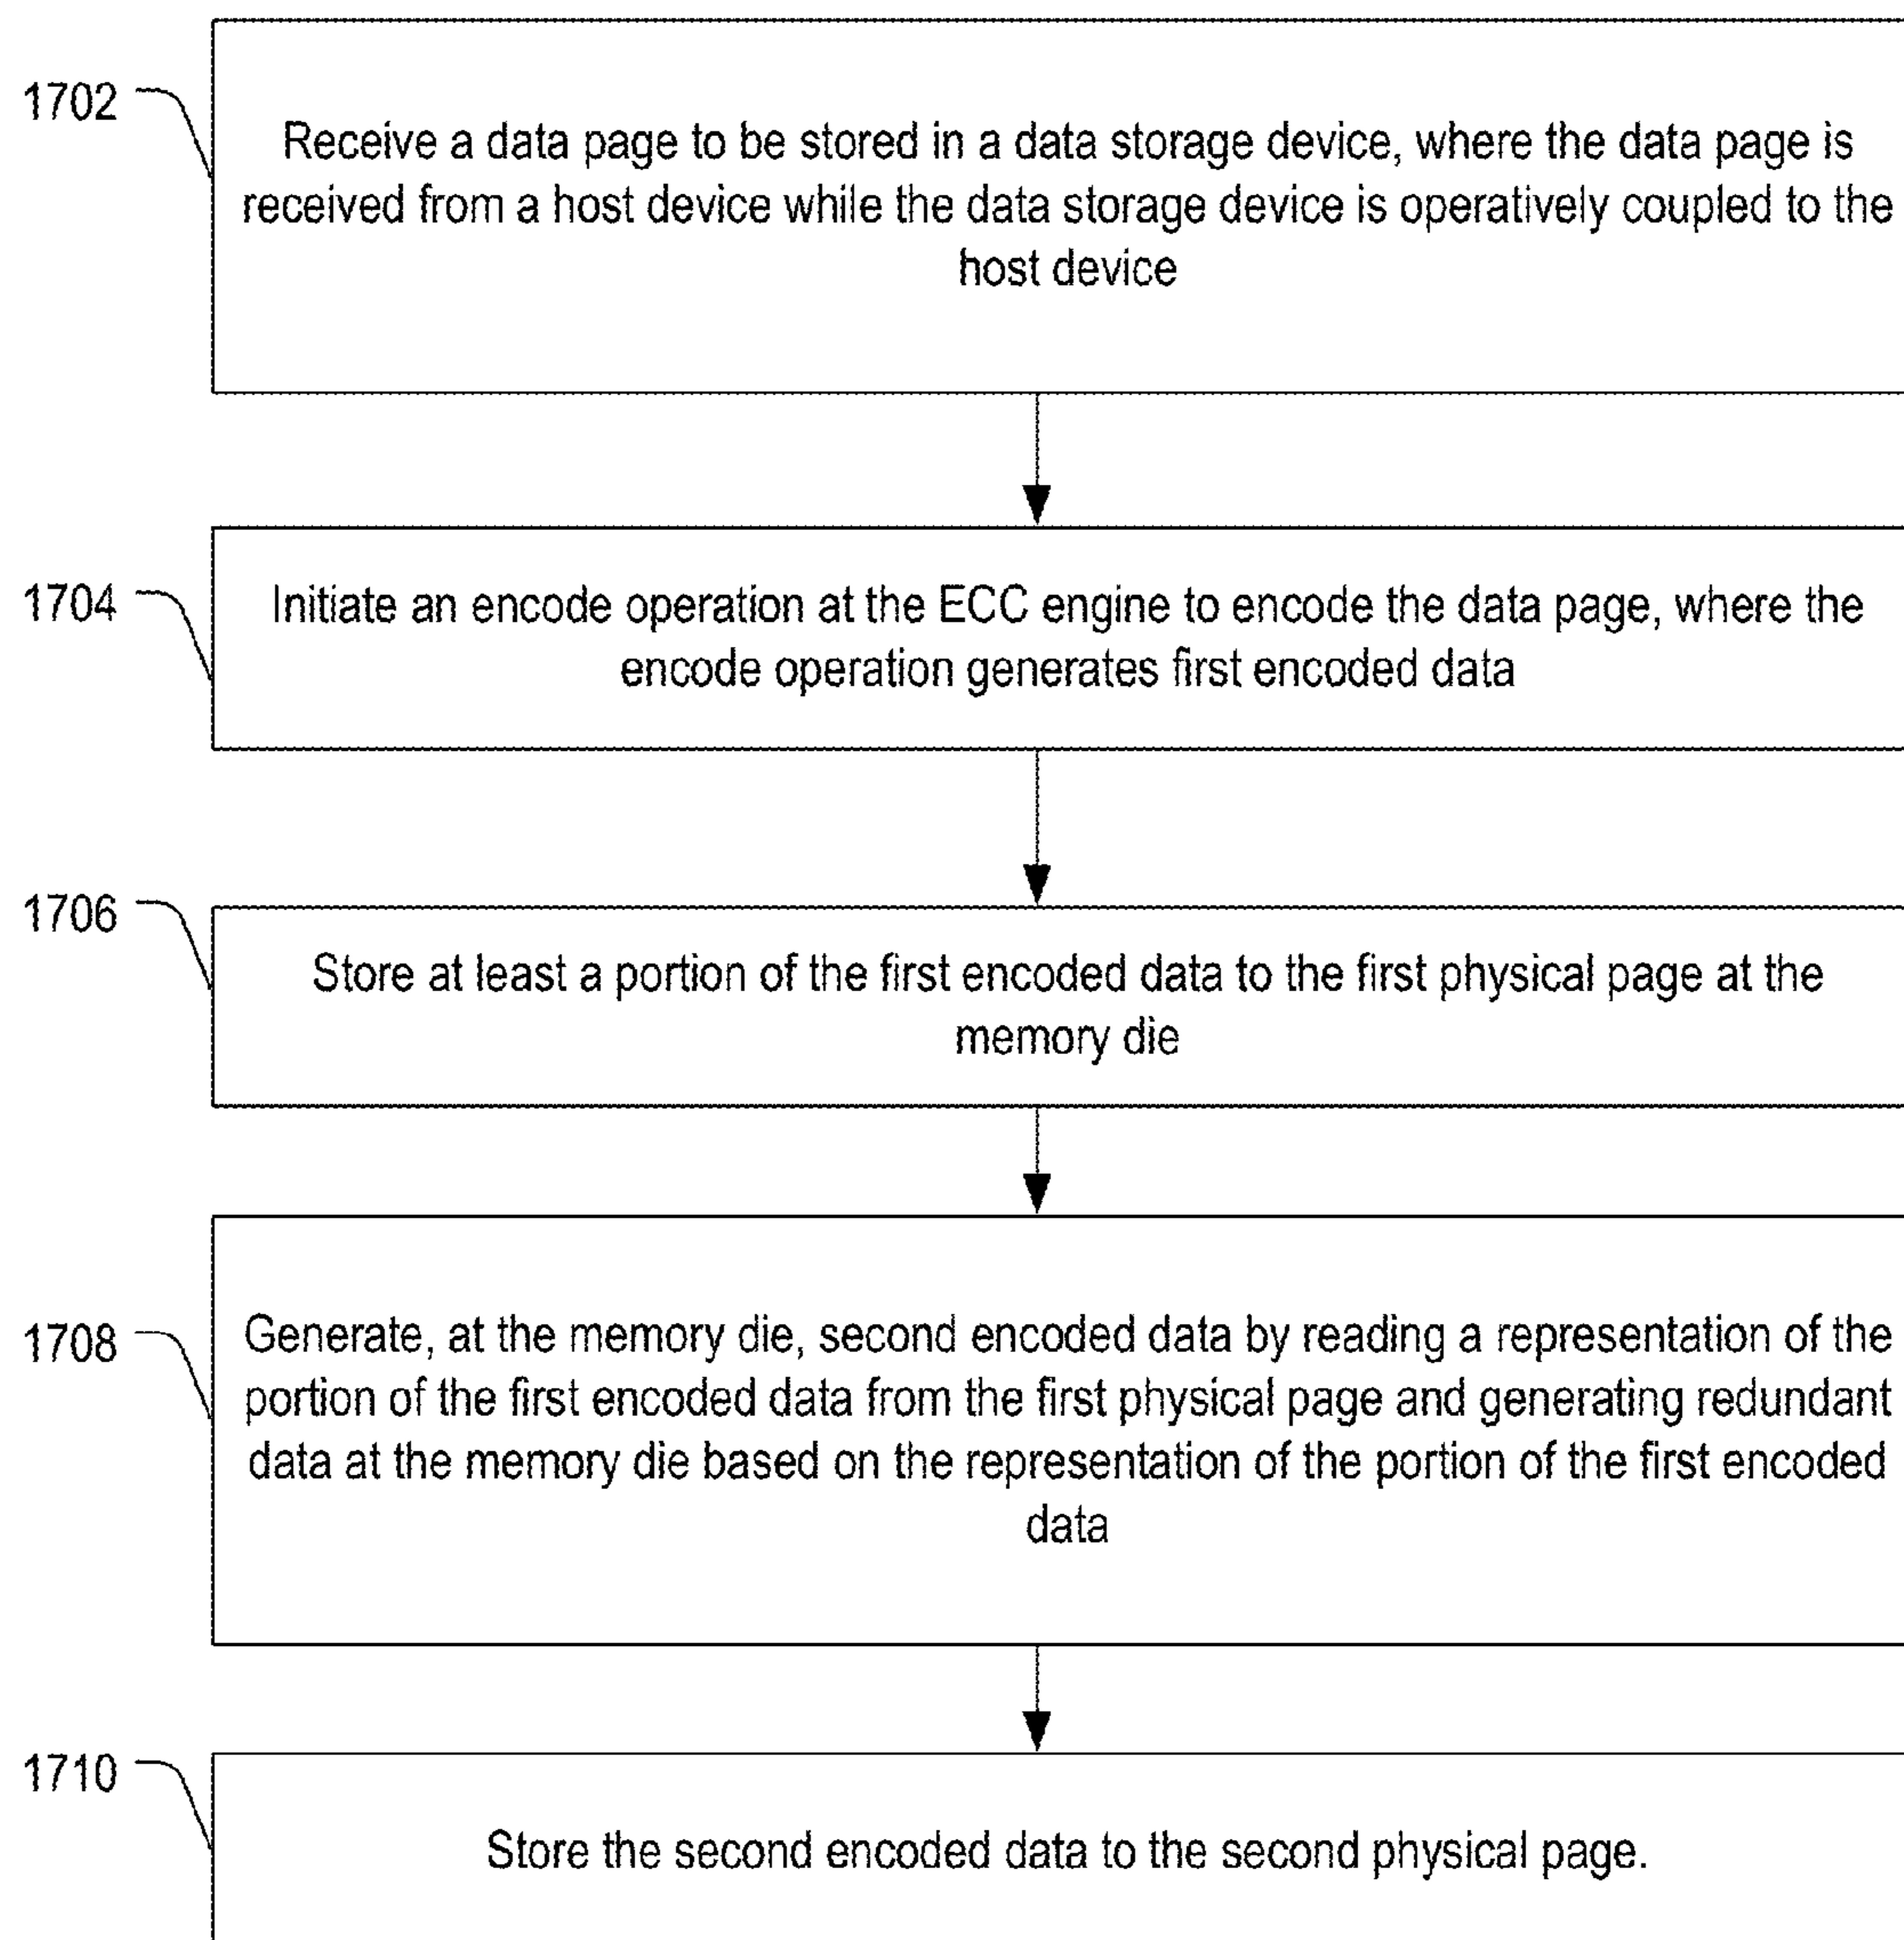 1702
Receive a data page to be stored in a data storage device, where the data page is
received from a host device while the data storage device is operatively coupled to the
host device
1704
Initiate an encode operation at the ECC engine to encode the data page, where the
encode operation generates first encoded data
1706
Store at least a portion of the first encoded data to the first physical page at the
memory die
1708
Generate, at the memory die, second encoded data by reading a representation of the
portion of the first encoded data from the first physical page and generating redundant
data at the memory die based on the representation of the portion of the first encoded
data
1710
Store the second encoded data to the second physical page.